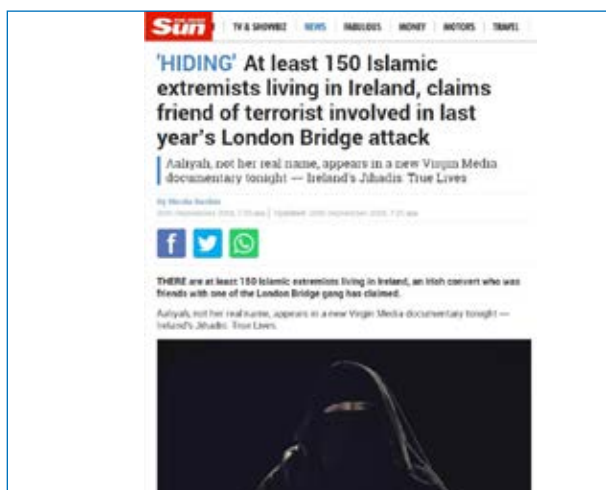 THE IRISH
Sun
TV & SHOWBIZ NEWS FABULOUS MONEY MOTORS TRAVEL
'HIDING' At least 150 Islamic
extremists living in Ireland, claims
friend of terrorist involved in last
year's London Bridge attack
Aaliyah, not her real name, appears in a new Virgin Media
documentary tonight — Ireland's Jihadis: True Lives
By
THERE are at least 150 Islamic extremists living in Ireland, an Irish convert who was
friends with one of the London Bridge gang has claimed.
Aaliyah, not her real name, appears in a new Virgin Media documentary tonight —
Ireland's Jihadis: True Lives.